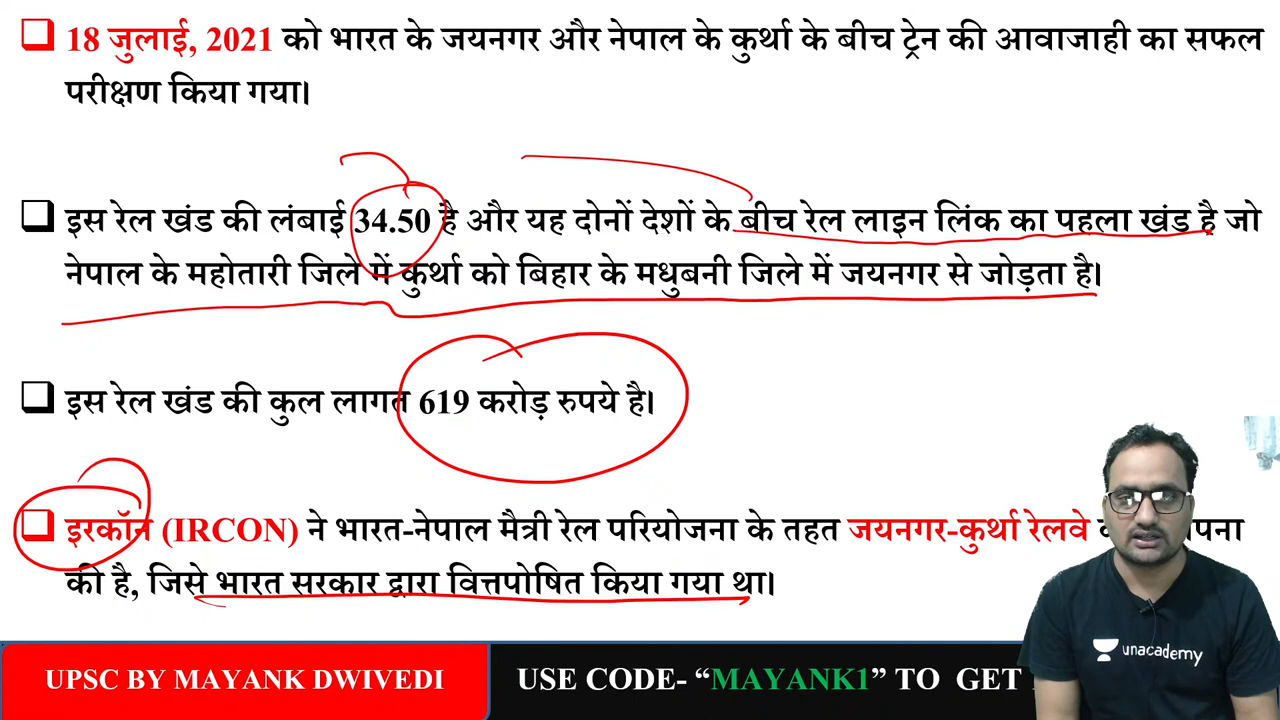 18 जुलाई, 2021 को भारत के जयनगर और नेपाल के कुर्था के बीच ट्रेन की आवाजाही का सफल
परीक्षण किया गया।
इस रेल खंड की लंबाई 34.50 है और यह दोनों देशों के बीच रेल लाइन लिंक का पहला खंड है जो
नेपाल के महोतारी जिले में कुर्था को बिहार के मधुबनी जिले में जयनगर से जोड़ता है।
इस रेल खंड की कुल लागत 619 करोड़ रुपये है।
इरकॉन (IRCON) ने भारत-नेपाल मैत्री रेल परियोजना के तहत जयनगर-कुर्था रेलवे
की है, जिसे भारत सरकार द्वारा वित्तपोषित किया गया था।
unacademy
UPSC BY MAYANK DWIVEDI
USE CODE- “MAYANK1” TO GET